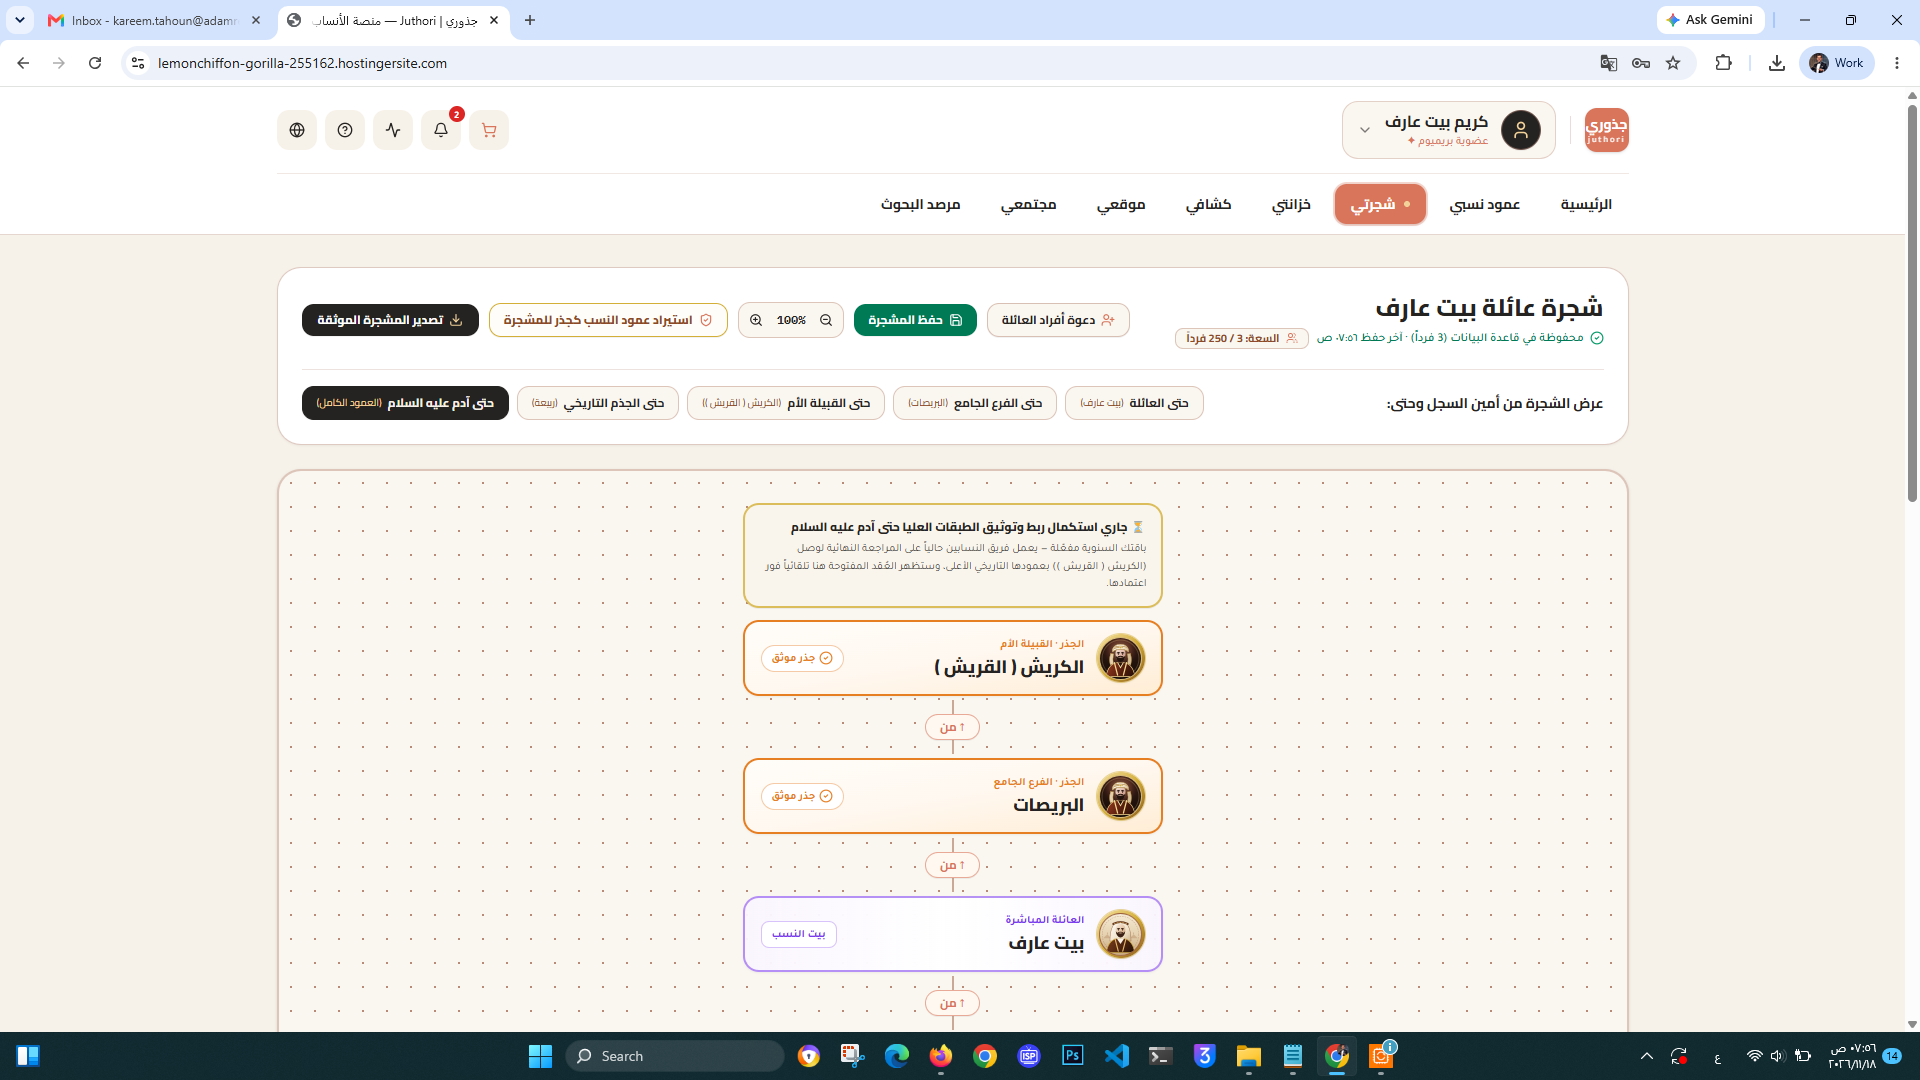 Inbox - kareem.tahoun@adam
جذوري | Juthori — منصة الأنساب
Ask Gemini
lemonchiffon-gorilla-255162.hostingersite.com
Work
جذوري
juthori
كريم بيت عارف
عضوية بريميوم ✦
2
الرئيسية
عمود نسبي
شجرتي
خزانتي
كشافي
موقعي
مجتمعي
مرصد البحوث
شجرة عائلة بيت عارف
محفوظة في قاعدة البيانات (3 فرداً) · آخر حفظ ٠٧:٥٦ ص
السعة: 3 / 250 فرداً
دعوة أفراد العائلة
حفظ المشجرة
100%
استيراد عمود النسب كجذر للمشجرة
تصدير المشجرة الموثقة
عرض الشجرة من أمين السجل وحتى:
حتى العائلة (بيت عارف)
حتى الفرع الجامع (البريصات)
حتى القبيلة الأم (الكريش ( القريش ))
حتى الجذم التاريخي (ربيعة)
حتى آدم عليه السلام (العمود الكامل)
⏳ جاري استكمال ربط وتوثيق الطبقات العليا حتى آدم عليه السلام
باقتك السنوية مفعّلة — يعمل فريق النسابين حالياً على المراجعة النهائية لوصل
(الكريش ( القريش )) بعمودها التاريخي الأعلى، وستظهر العُقد المفتوحة هنا تلقائياً فور
اعتمادها.
الجذر · القبيلة الأم
الكريش ( القريش )
جذر موثق
↑ من
الجذر · الفرع الجامع
البريصات
جذر موثق
↑ من
العائلة المباشرة
بيت عارف
بيت النسب
↑ من
Search
ع
٠٧:٥٦ ص
٢٠٢٦/١١/١٨
14